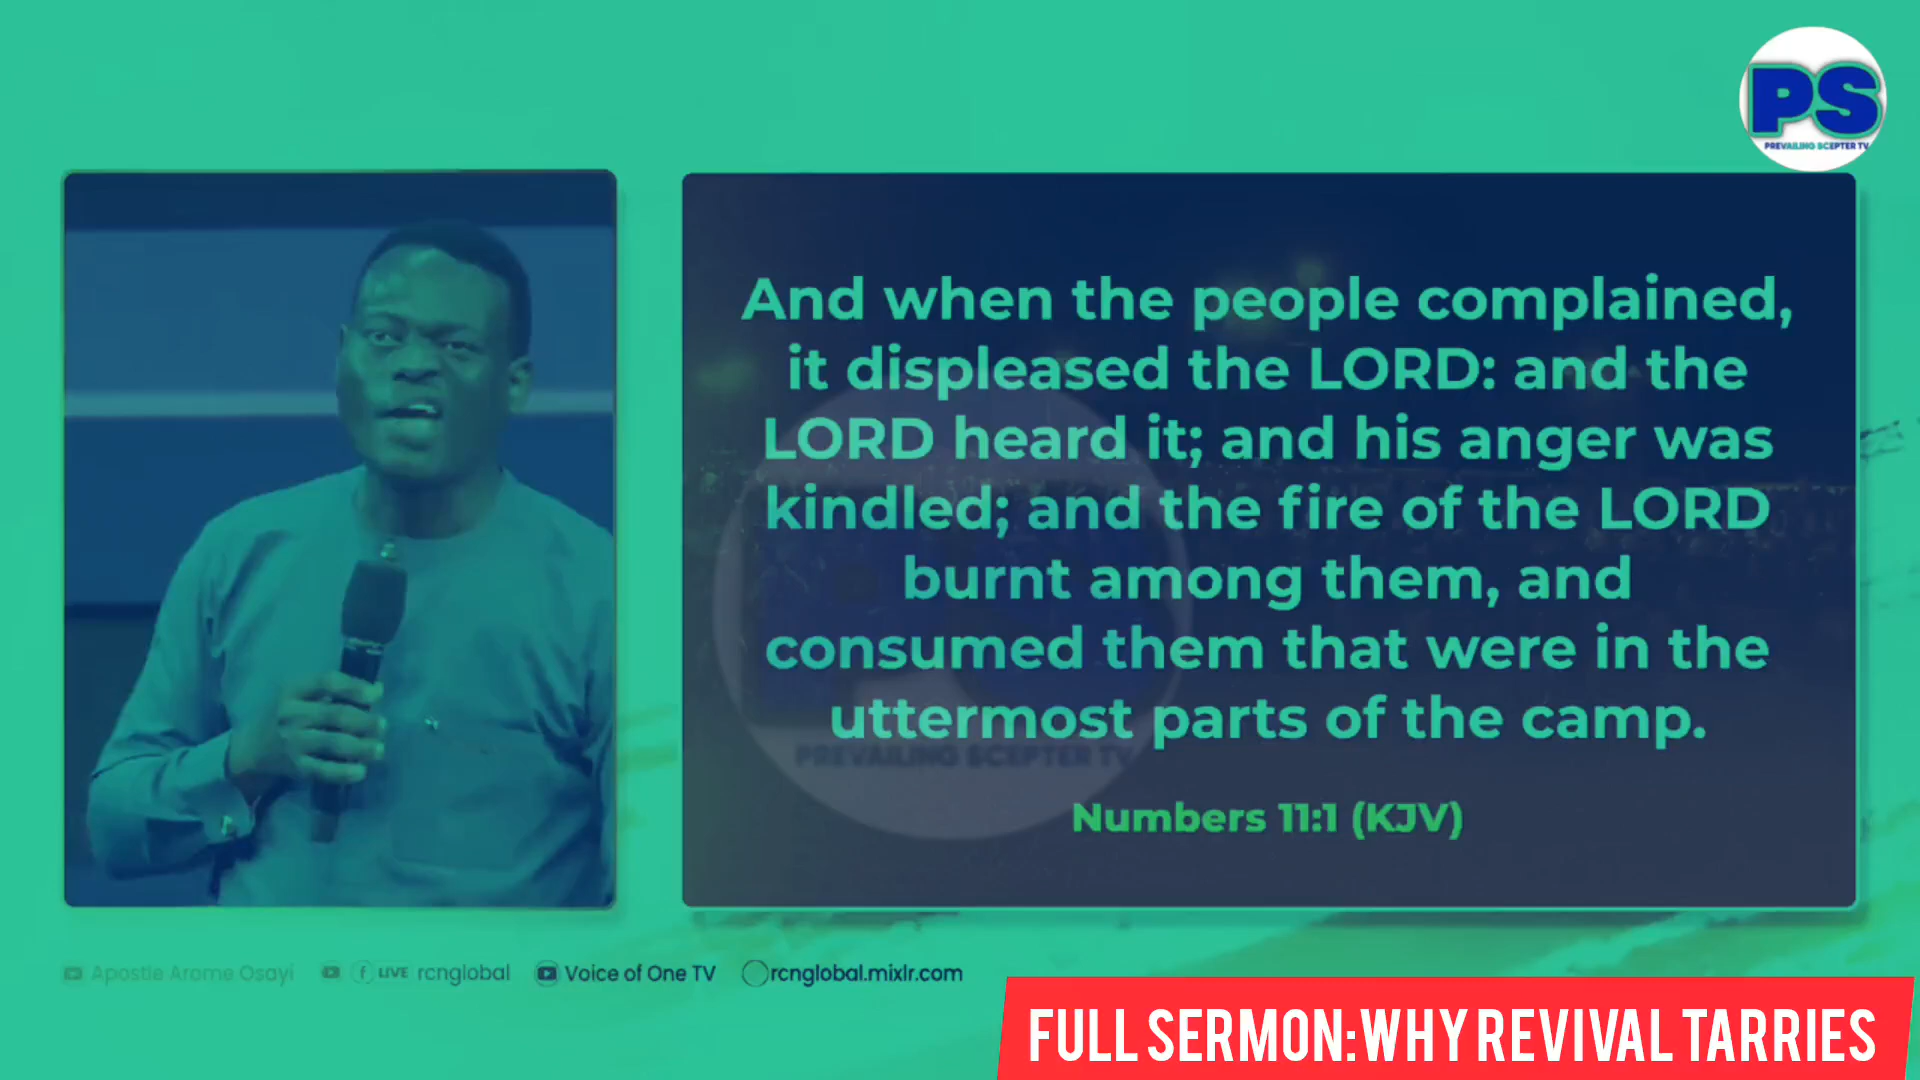 PS
PREVAILING SCEPTER TV
And when the people complained,
it displeased the LORD: and the
LORD heard it; and his anger was
kindled; and the fire of the LORD
burnt among them, and
consumed them that were in the
uttermost parts of the camp.
PREVAILING SCEPTER TV
Numbers 11:1 (KJV)
Apostle Arome Osayi f LIVE rcnglobal Voice of One TV rcnglobal.mixlr.com
FULL SERMON:WHY REVIVAL TARRIES